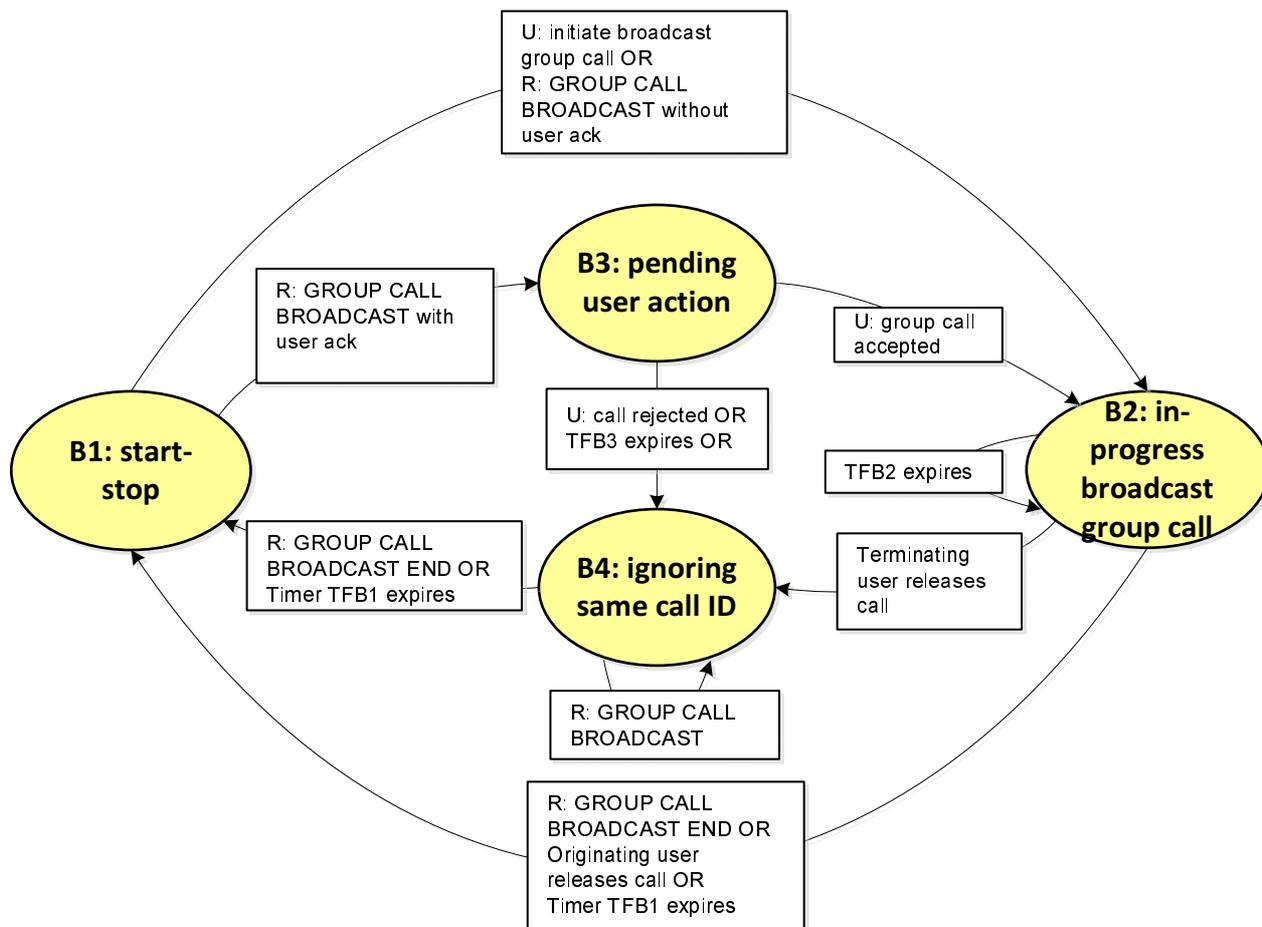 U: initiate broadcast
group call OR
R: GROUP CALL
BROADCAST without
user ack
B3: pending
user action
R: GROUP CALL
BROADCAST with
user ack
U: group call
accepted
U: call rejected OR
TFB3 expires OR
B1: start-
stop
B2: in-
progress
broadcast
group call
TFB2 expires
R: GROUP CALL
BROADCAST END OR
Timer TFB1 expires
B4: ignoring
same call ID
Terminating
user releases
call
R: GROUP CALL
BROADCAST
R: GROUP CALL
BROADCAST END OR
Originating user
releases call OR
Timer TFB1 expires